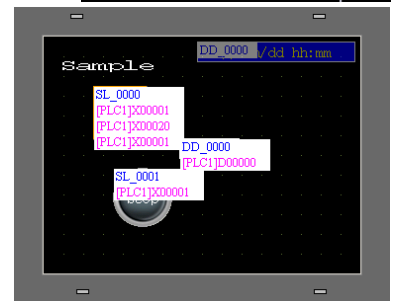 DD_0000 /dd hh:mm
Sample
SL_0000
[PLC1]X00001
[PLC1]X00020
[PLC1]X00001
DD_0000
[PLC1]D00000
SL_0001
[PLC1]X00001